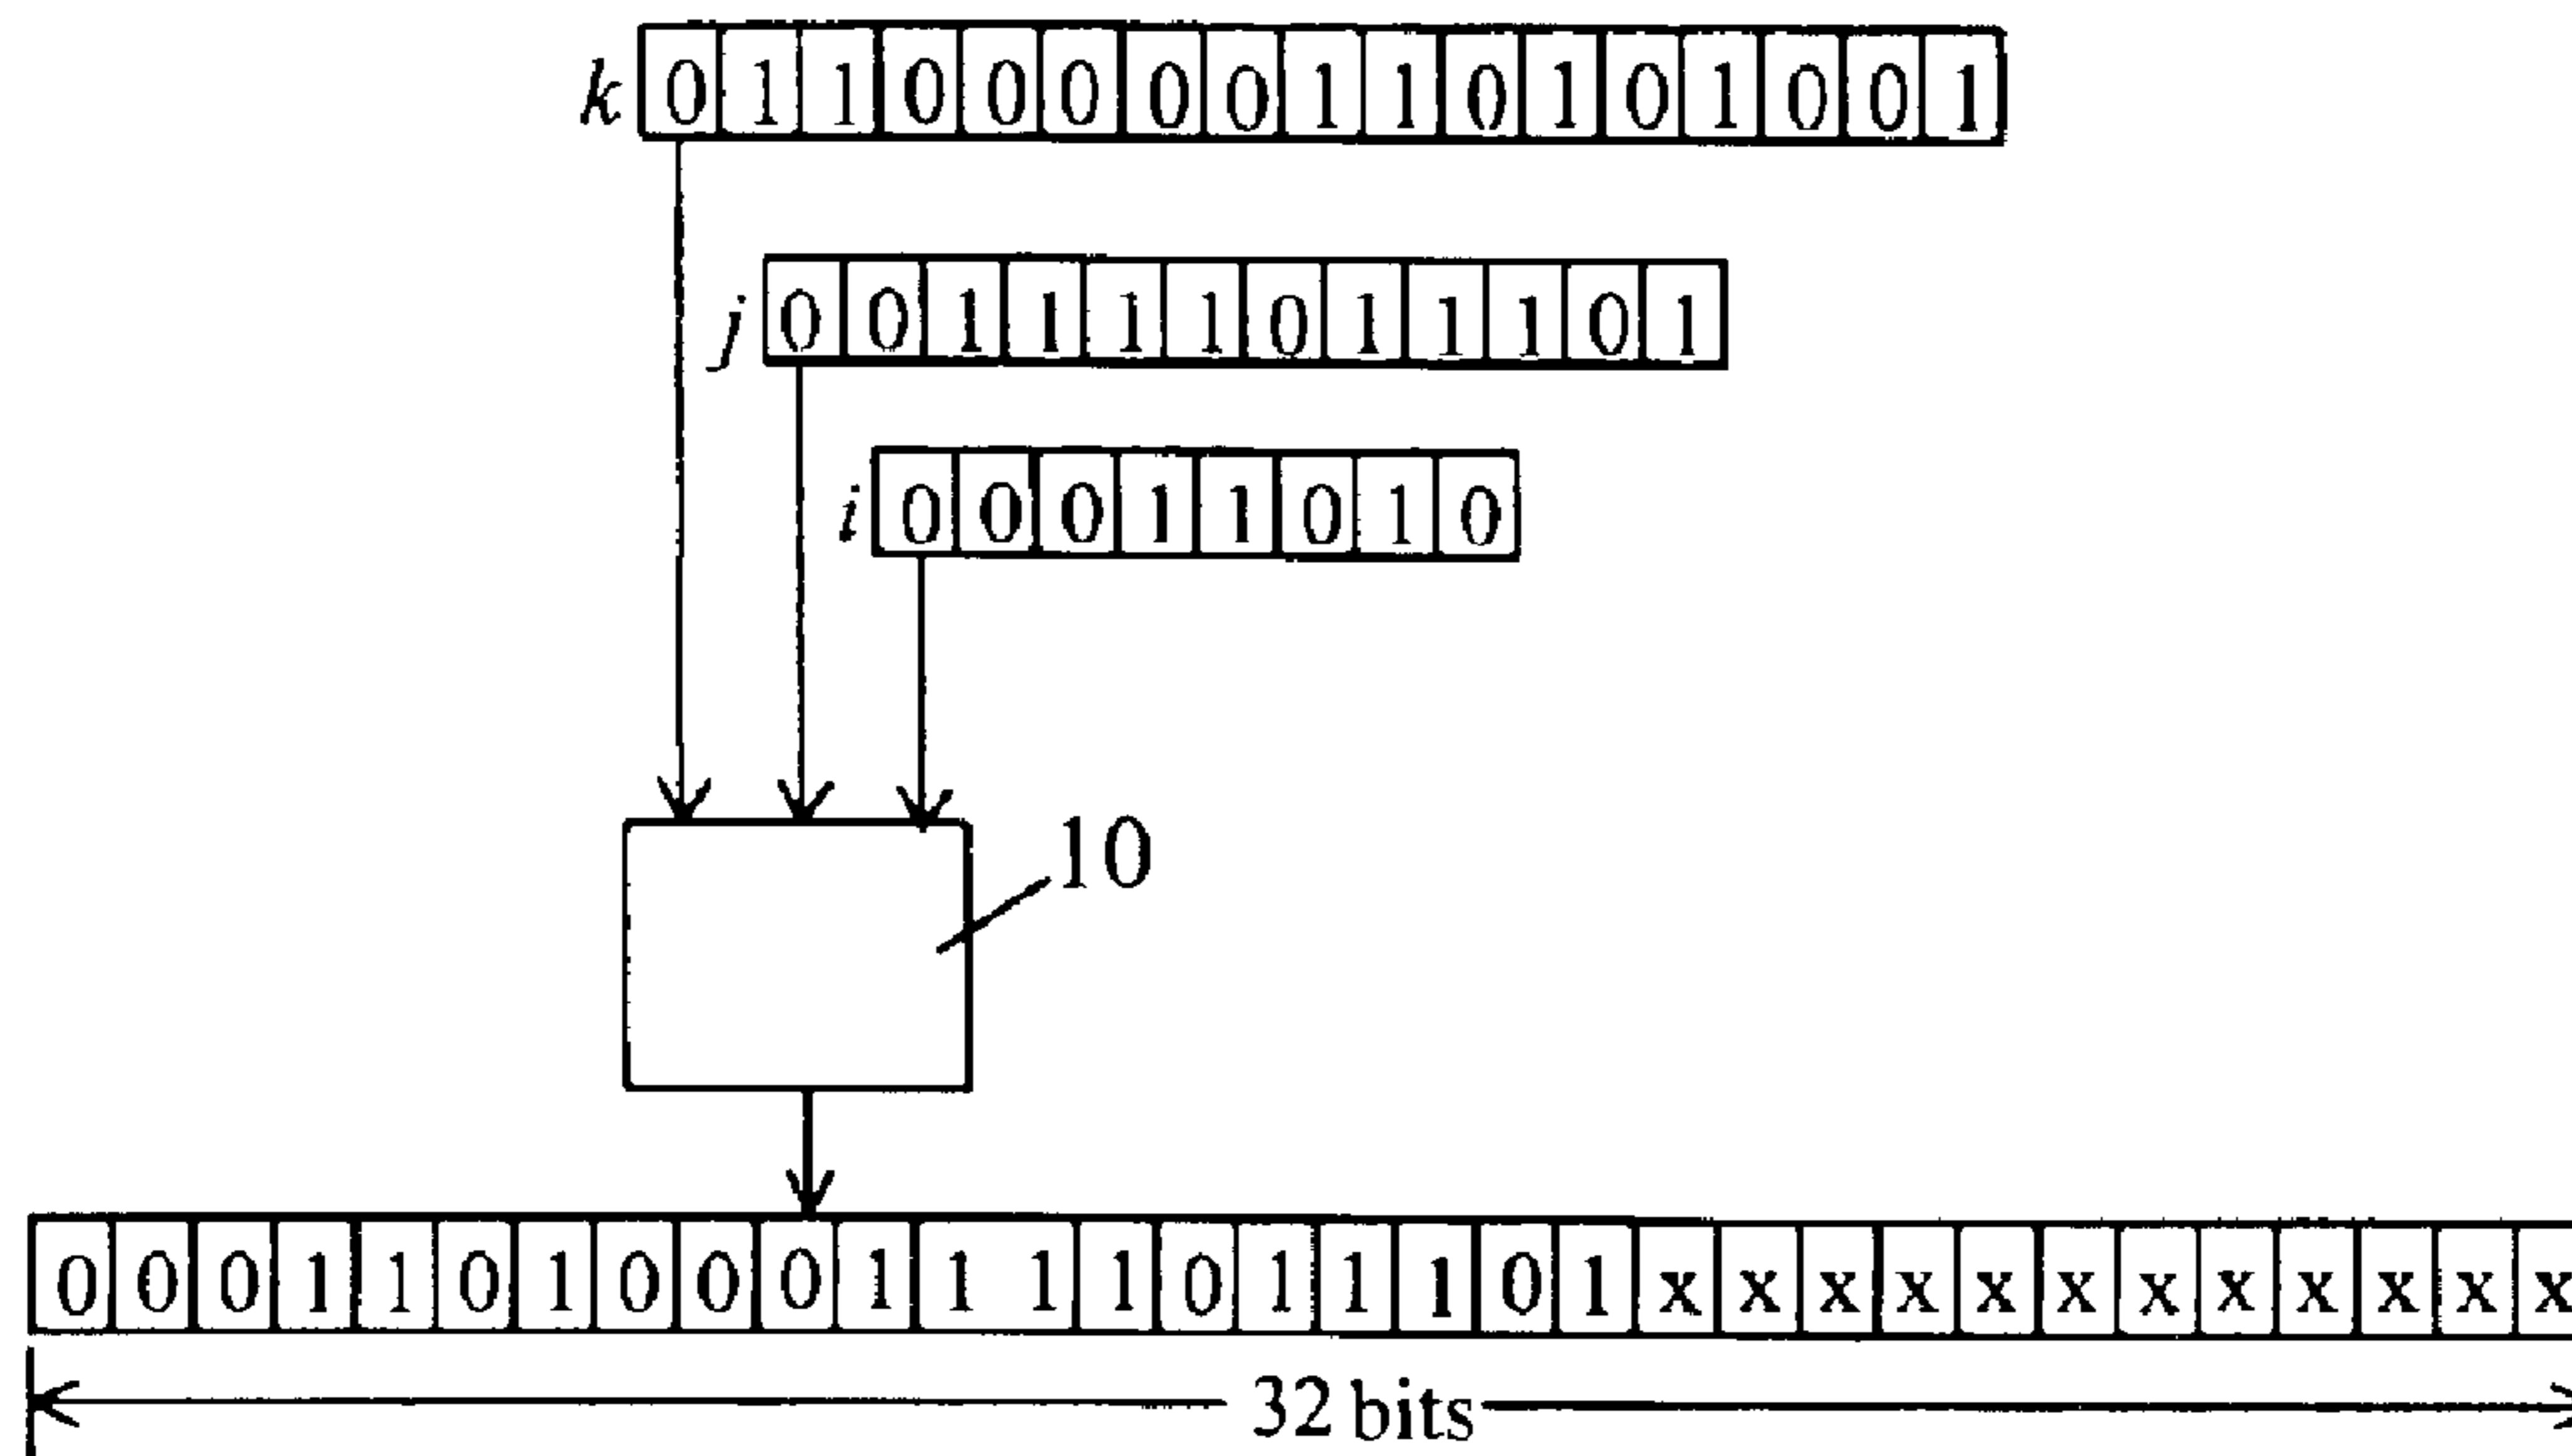 k 0 1 1 0 0 0 0 0 1 1 0 1 0 1 0 0 1
j 0 0 1 1 1 1 0 1 1 1 0 1
i 0 0 0 1 1 0 1 0
10
0 0 0 1 1 0 1 0 0 0 1 1 1 1 0 1 1 1 0 1 x x x x x x x x x x x x
32 bits